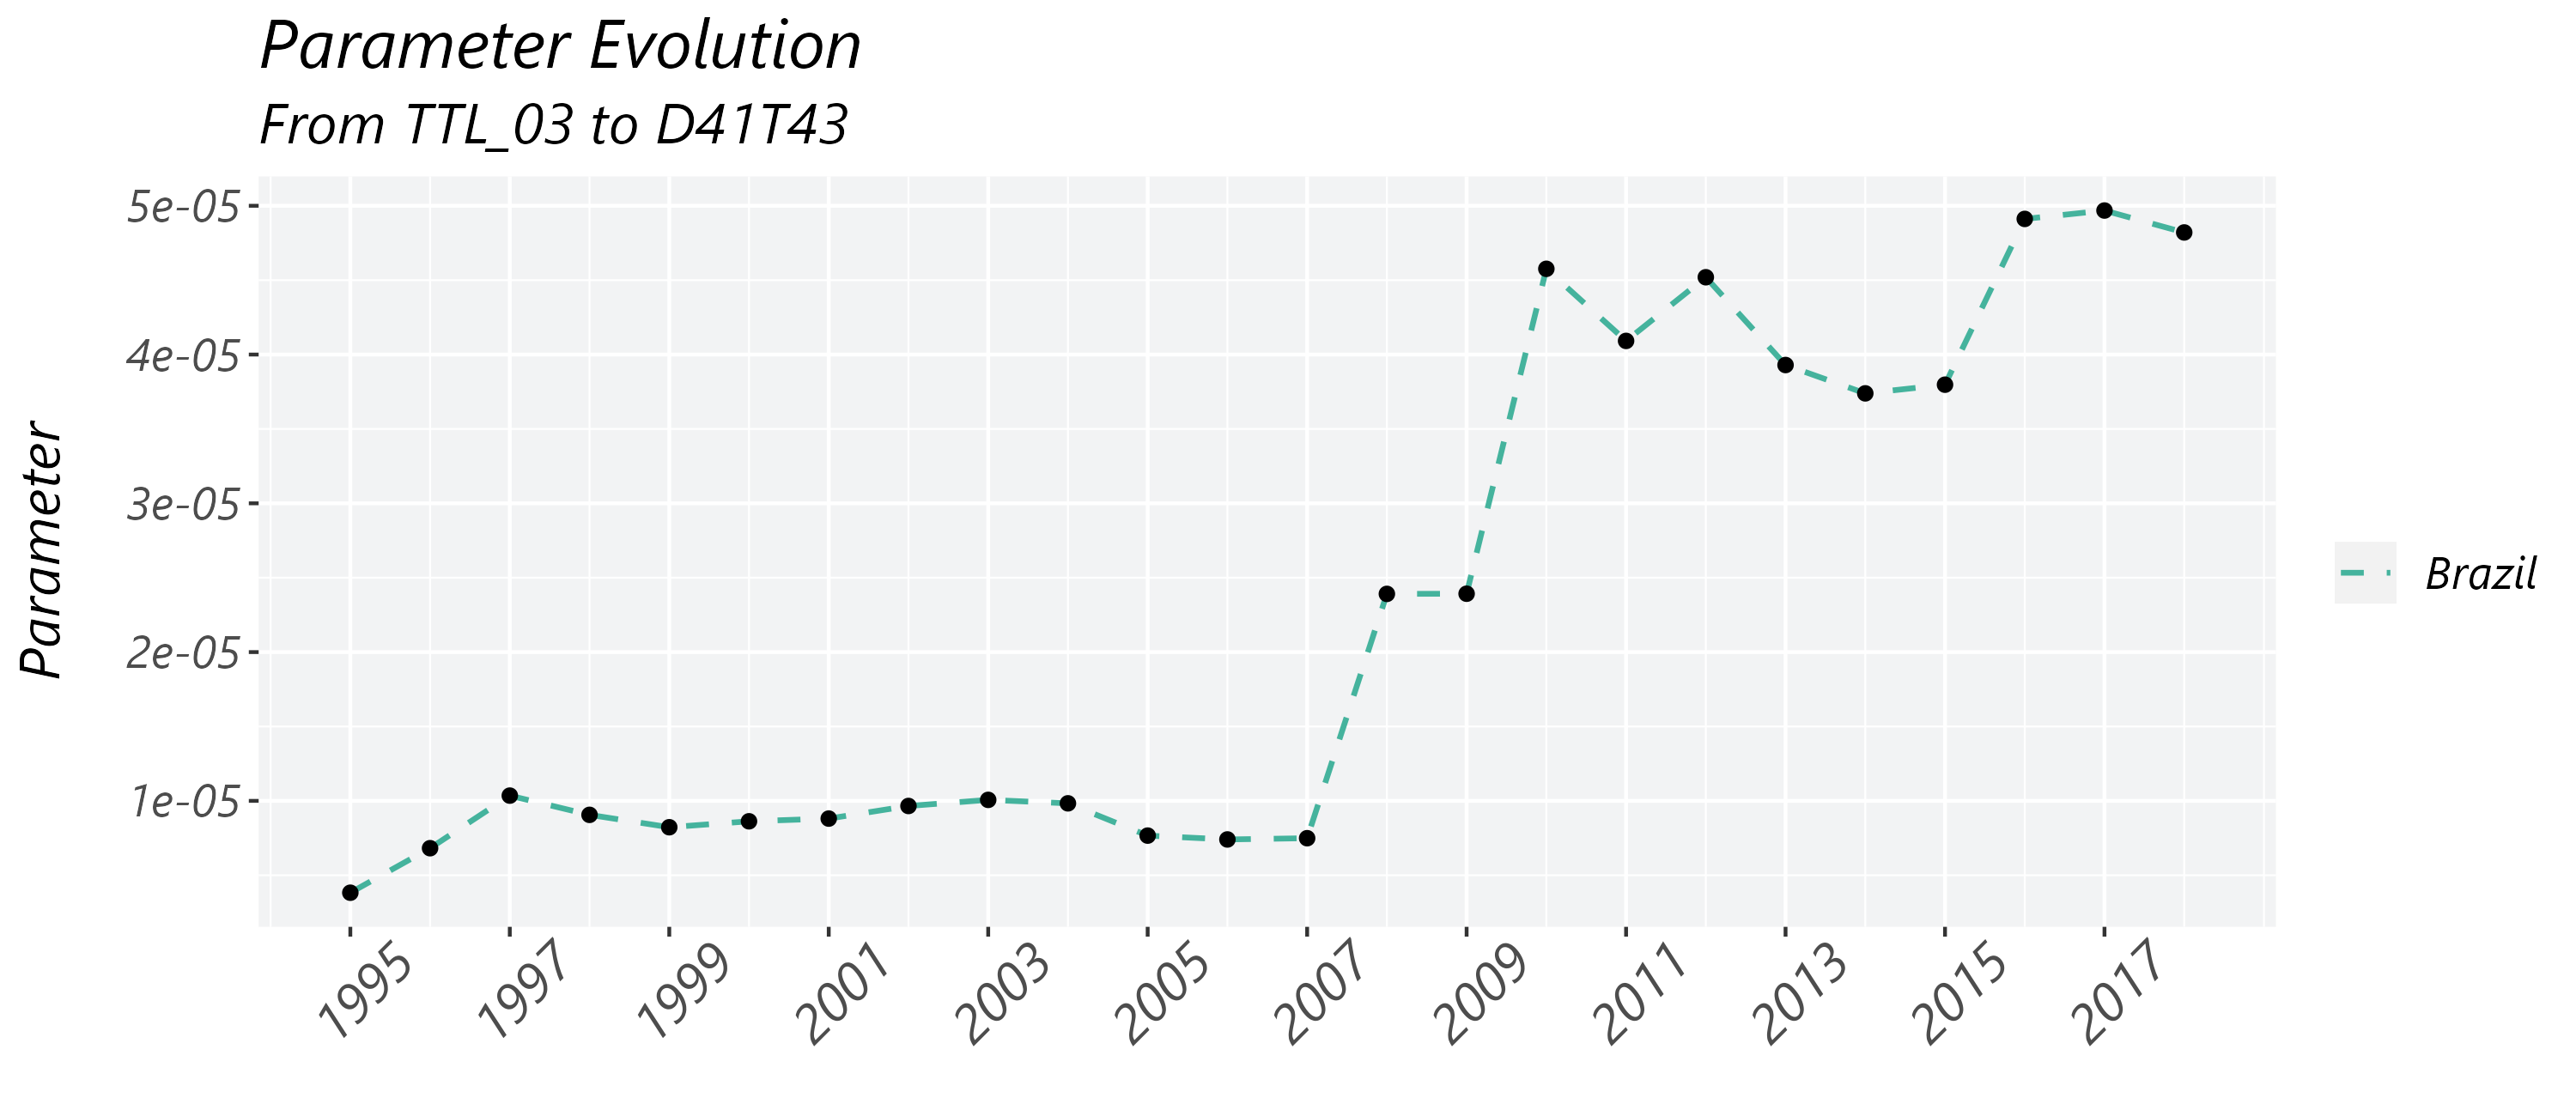 Parameter Evolution
From TTL_03 to D41T43
Parameter
5e-05
4e-05
3e-05
2e-05
1e-05
1995 1997 1999 2001 2003 2005 2007 2009 2011 2013 2015 2017
Brazil